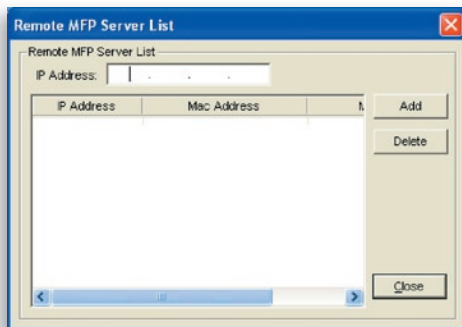 Remote MFP Server List
Remote MFP Server List
IP Address: . . .
IP Address Mac Address
Add
Delete
Close